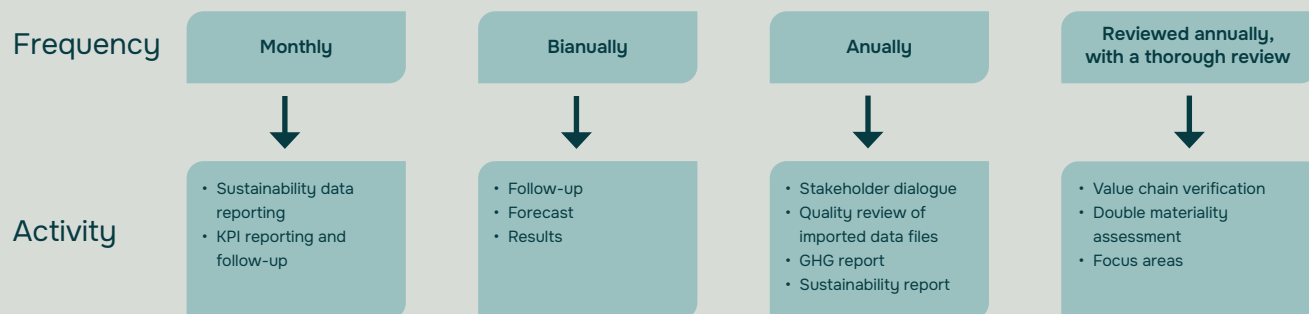 Frequency
Monthly
Bianually
Anually
Reviewed annually,
with a thorough review
Activity
• Sustainability data
reporting
• KPI reporting and
follow-up
• Follow-up
• Forecast
• Results
• Stakeholder dialogue
• Quality review of
imported data files
• GHG report
• Sustainability report
• Value chain verification
• Double materiality
assessment
• Focus areas